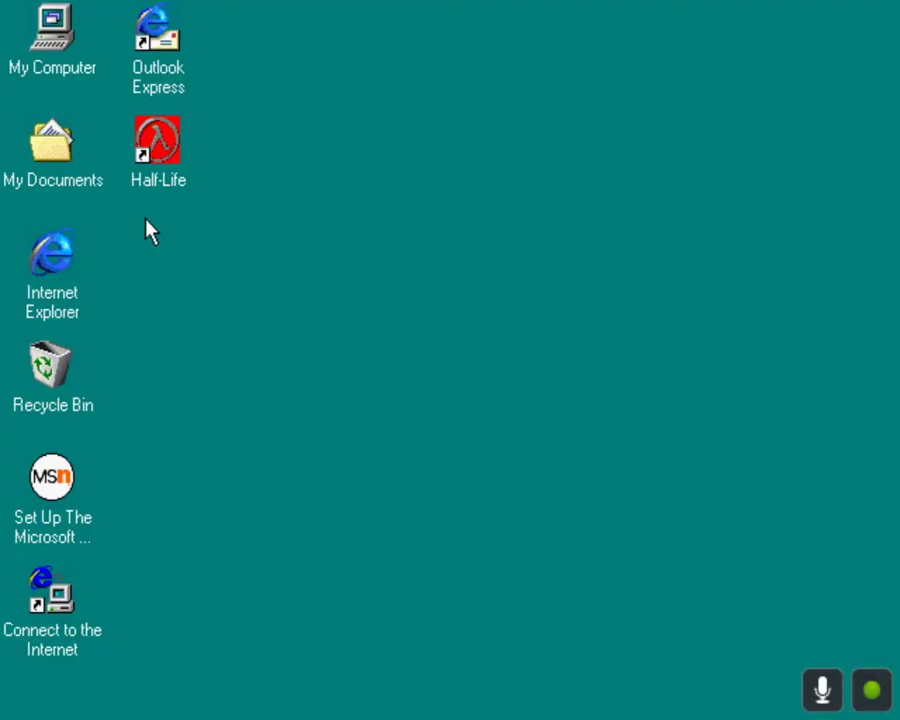 My Computer
Outlook
Express
My Documents
Half-Life
Internet
Explorer
Recycle Bin
MSn
Set Up The
Microsoft ...
Connect to the
Internet